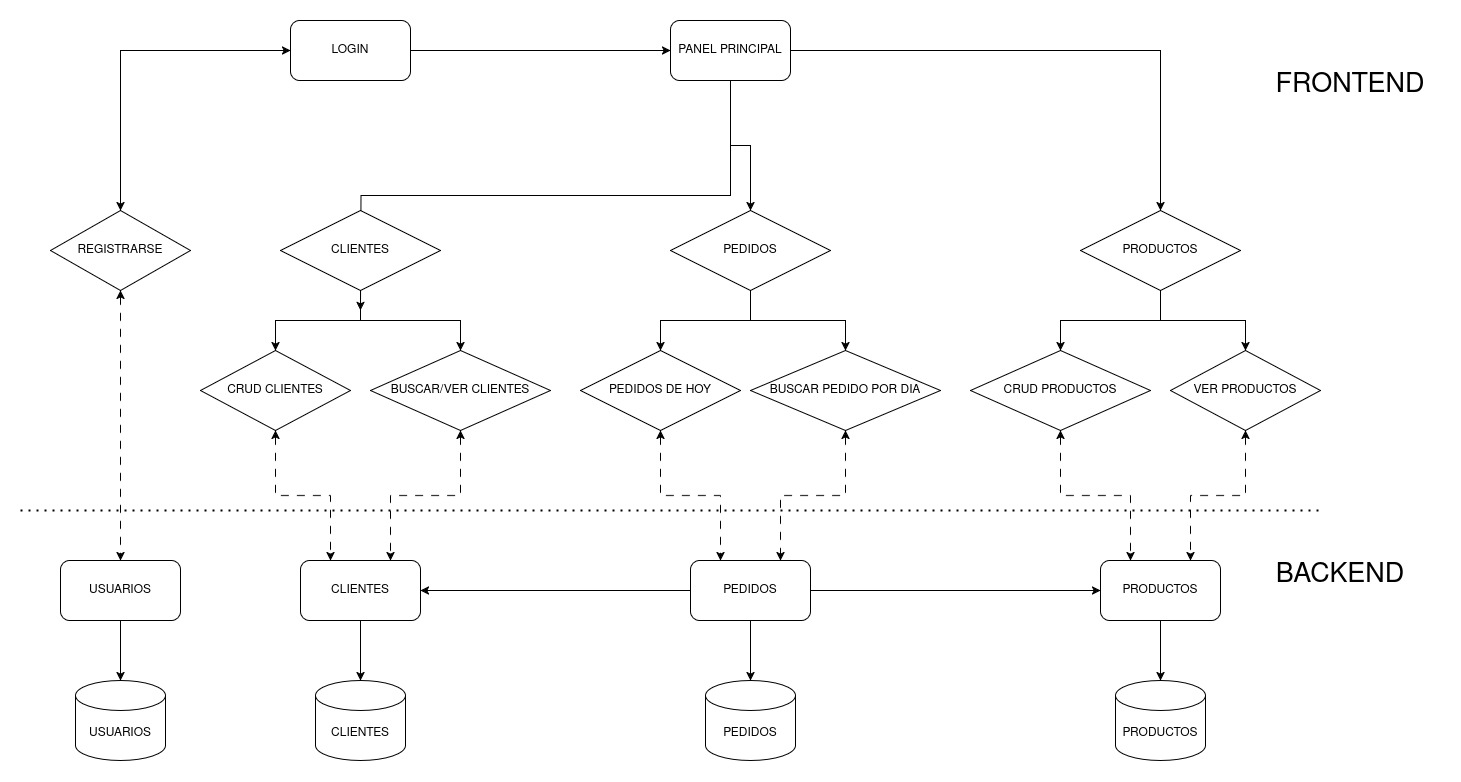 LOGIN
PANEL PRINCIPAL
FRONTEND
REGISTRARSE
CLIENTES
PEDIDOS
PRODUCTOS
CRUD CLIENTES
BUSCAR/VER CLIENTES
PEDIDOS DE HOY
BUSCAR PEDIDO POR DIA
CRUD PRODUCTOS
VER PRODUCTOS
BACKEND
USUARIOS
CLIENTES
PEDIDOS
PRODUCTOS
USUARIOS
CLIENTES
PEDIDOS
PRODUCTOS